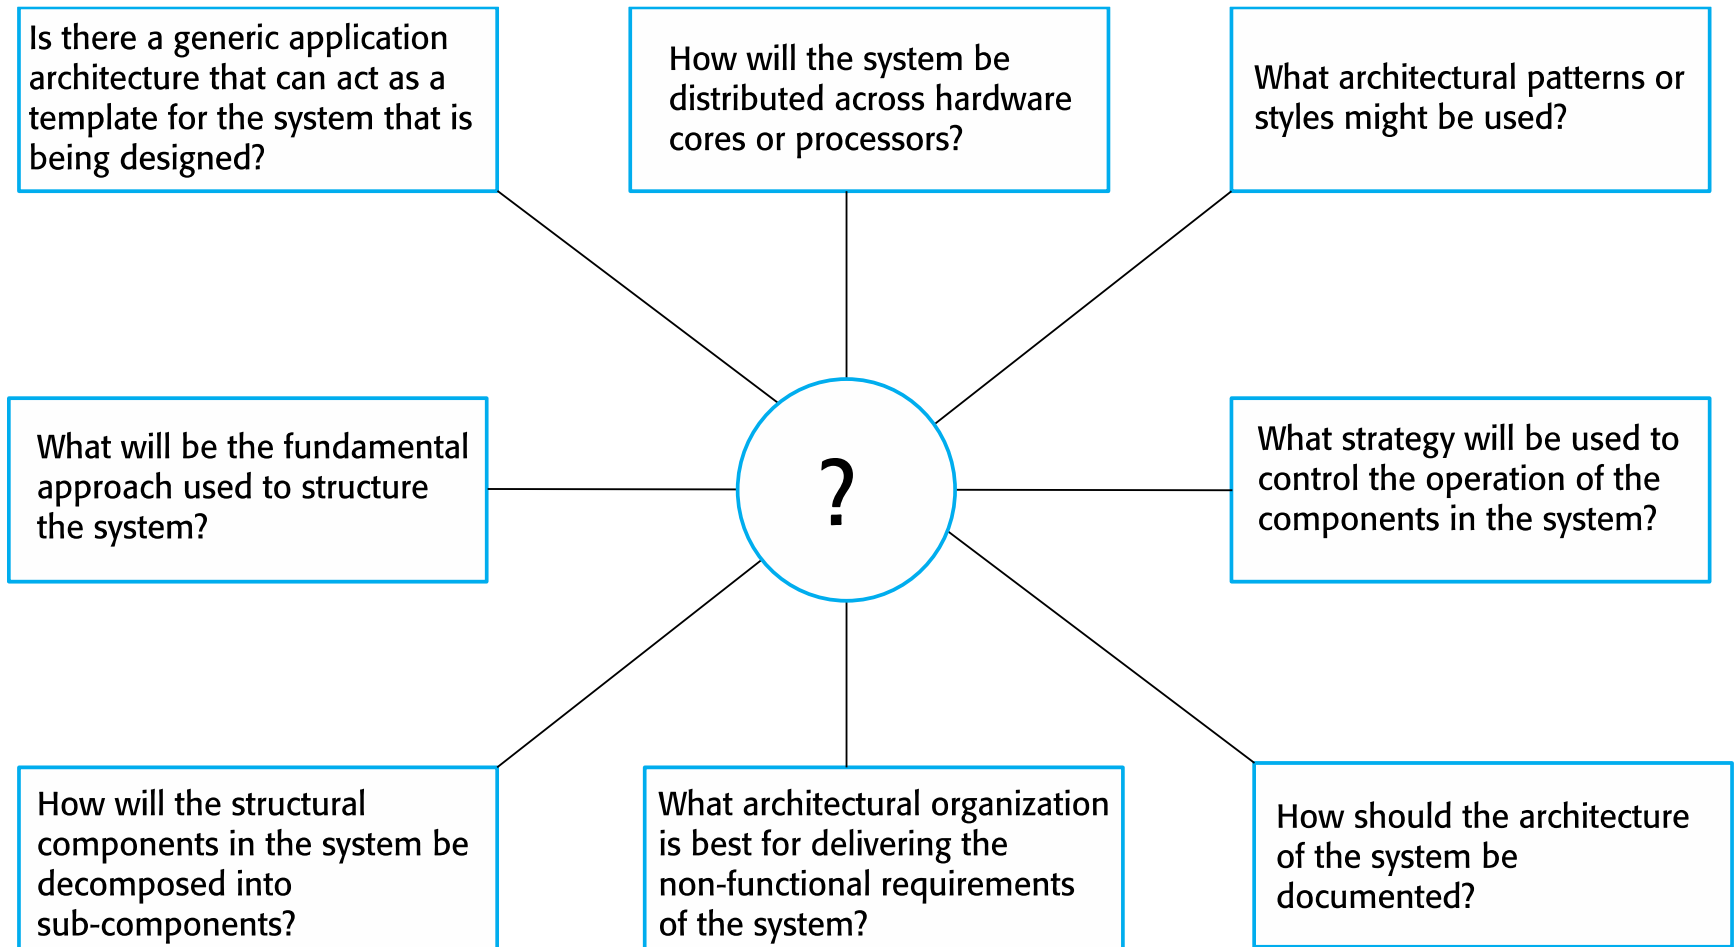 Is there a generic application
architecture that can act as a
template for the system that is
being designed?
How will the system be
distributed across hardware
cores or processors?
What architectural patterns or
styles might be used?
What will be the fundamental
approach used to structure
the system?
?
What strategy will be used to
control the operation of the
components in the system?
How will the structural
components in the system be
decomposed into
sub-components?
What architectural organization
is best for delivering the
non-functional requirements
of the system?
How should the architecture
of the system be
documented?